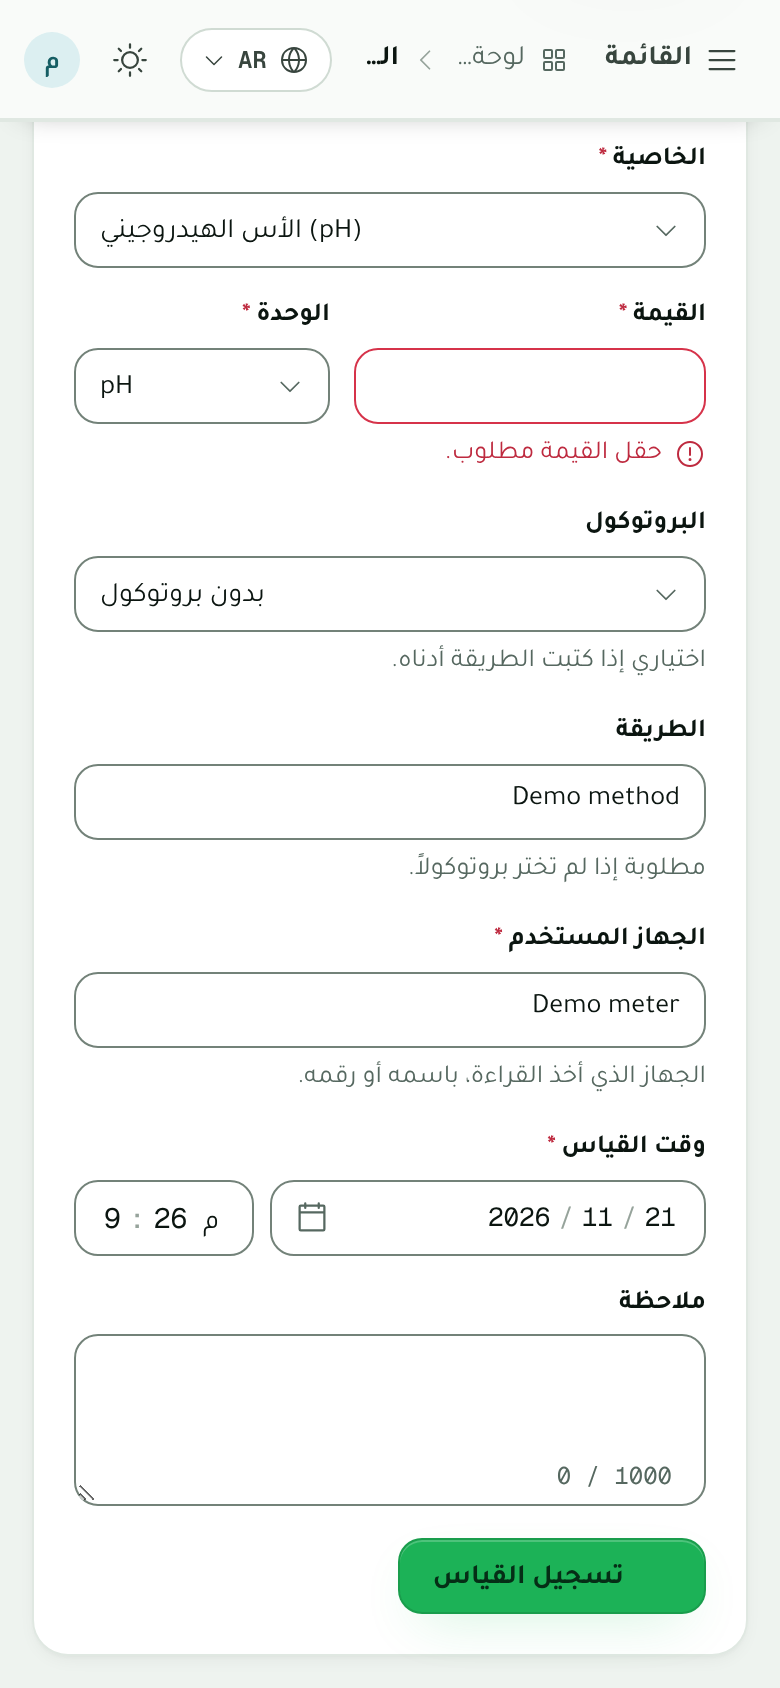 القائمة
لوحة...
الـ...
AR
م
الخاصية *
الأس الهيدروجيني (pH)
القيمة *
الوحدة *
pH
حقل القيمة مطلوب.
البروتوكول
بدون بروتوكول
اختياري إذا كتبت الطريقة أدناه.
الطريقة
Demo method
مطلوبة إذا لم تختر بروتوكولاً.
الجهاز المستخدم *
Demo meter
الجهاز الذي أخذ القراءة، باسمه أو رقمه.
وقت القياس *
2026 / 11 / 21
9 : 26 م
ملاحظة
0 / 1000
تسجيل القياس